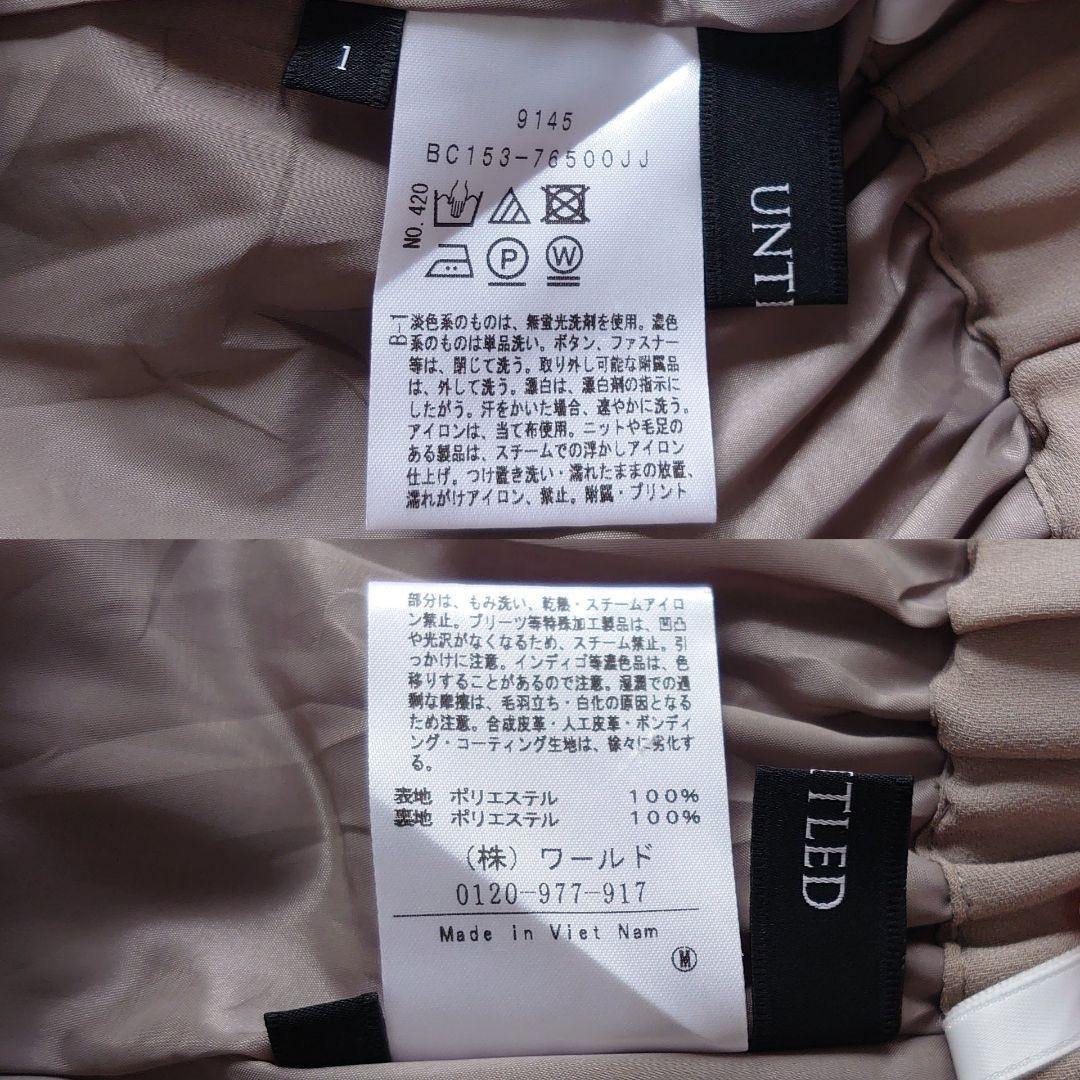 1
9145
BC153-76500JJ
NO.420
P
W
B-1
淡色系のものは、無蛍光洗剤を使用。濃色
系のものは単品洗い。ボタン、ファスナー
等は、閉じて洗う。取り外し可能な附属品
は、外して洗う。漂白は、漂白剤の指示に
したがう。汗をかいた場合、速やかに洗う。
アイロンは、当て布使用。ニットや毛足の
ある製品は、スチームでの浮かしアイロン
仕上げ。つけ置き洗い・濡れたままの放置、
濡れがけアイロン、禁止。附属・プリント
UNTI
部分は、もみ洗い、乾熱・スチームアイロ
ン禁止。プリーツ等特殊加工製品は、凹凸
や光沢がなくなるため、スチーム禁止。引
っかけに注意。インディゴ等濃色品は、色
移りすることがあるので注意。湿潤での過
剰な摩擦は、毛羽立ち・白化の原因となる
ため注意。合成皮革・人工皮革・ボンディ
ング・コーティング生地は、徐々に劣化す
る。
表地 ポリエステル 100%
裏地 ポリエステル 100%
(株)ワールド
0120-977-917
Made in Viet Nam
M
TLED